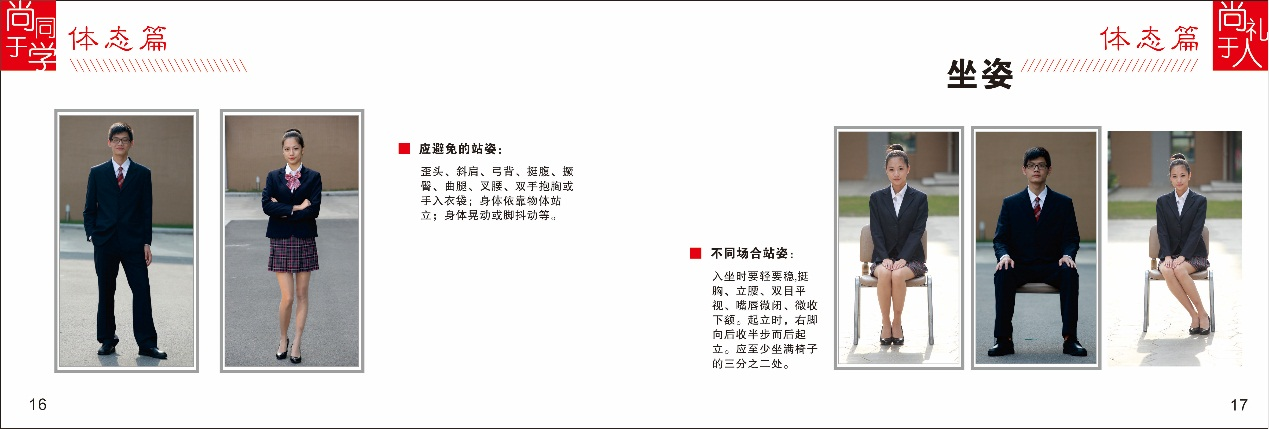 尚同
于学
体态篇
应避免的站姿：
歪头、斜肩、弓背、挺腹、撅
臀、曲腿、叉腰、双手抱胸或
手入衣袋；身体依靠物体站
立；身体晃动或脚抖动等。
16
体态篇
尚礼
于人
坐姿
不同场合站姿：
入坐时要轻要稳,挺
胸、立腰、双目平
视、嘴唇微闭、微收
下额。起立时，右脚
向后收半步而后起
立。应至少坐满椅子
的三分之二处。
17